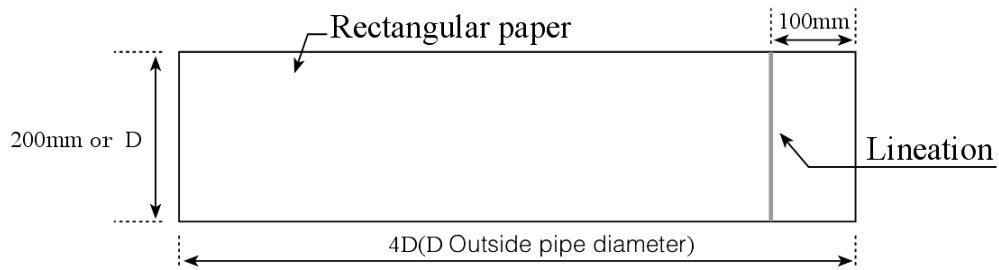 100mm
Rectangular paper
200mm or D
Lineation
4D(D Outside pipe diameter)